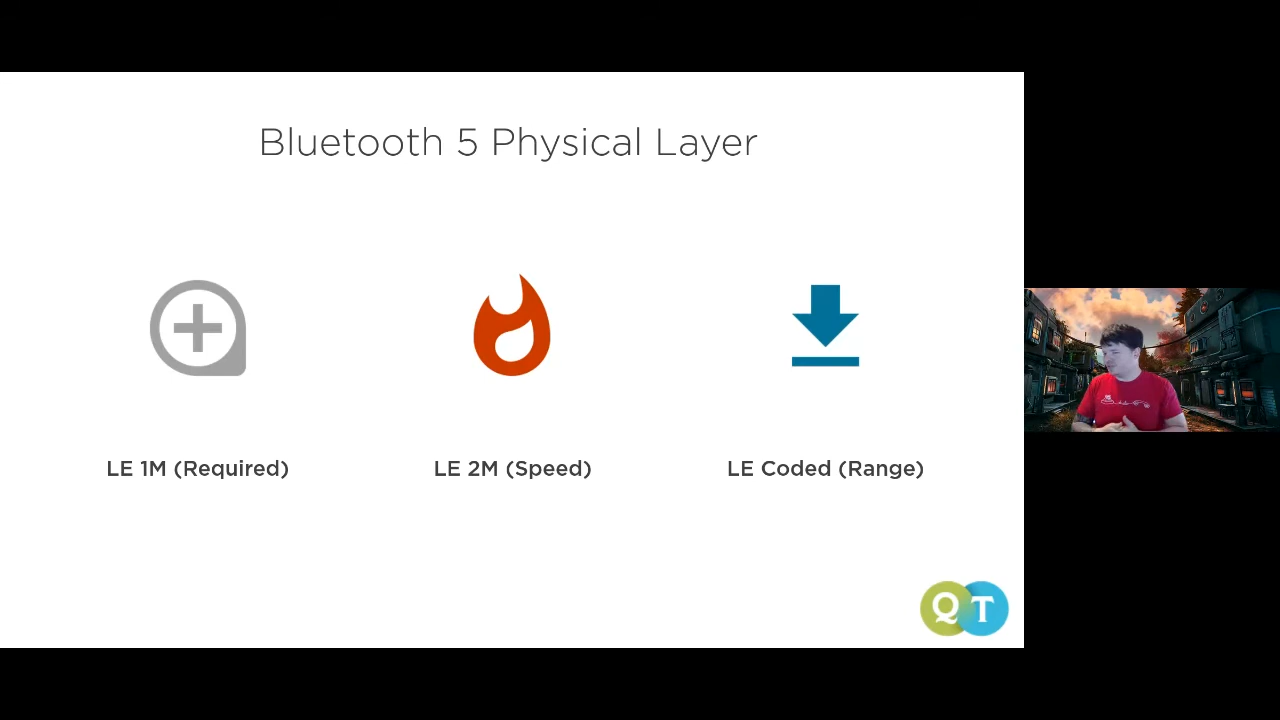 Bluetooth 5 Physical Layer
LE 1M (Required)
LE 2M (Speed)
LE Coded (Range)
QT